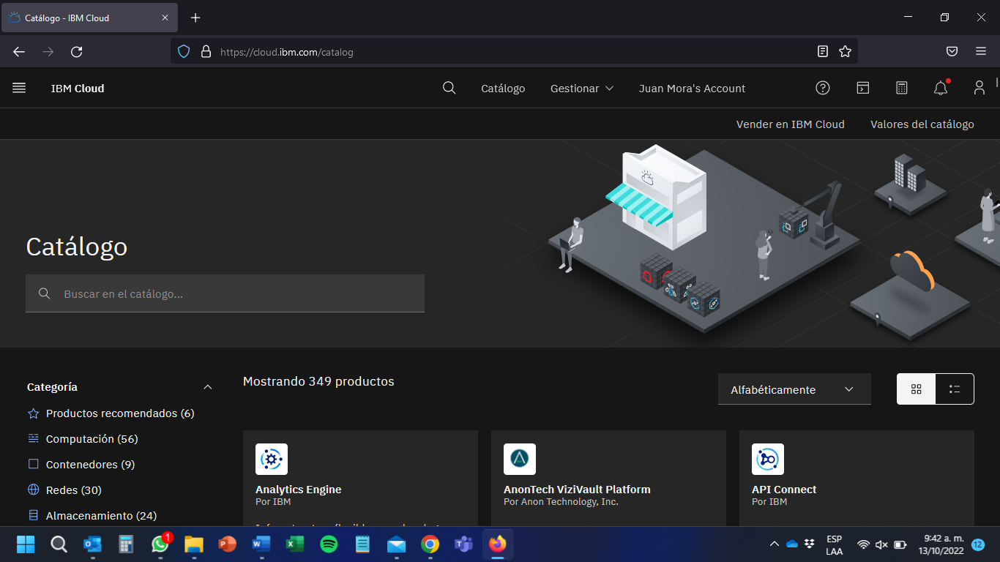 Catálogo - IBM Cloud
https://cloud.ibm.com/catalog
IBM Cloud
Catálogo
Gestionar
Juan Mora's Account
Vender en IBM Cloud
Valores del catálogo
Catálogo
Buscar en el catálogo...
Categoría
Productos recomendados (6)
Computación (56)
Contenedores (9)
Redes (30)
Almacenamiento (24)
Mostrando 349 productos
Alfabéticamente
Analytics Engine
Por IBM
AnonTech ViziVault Platform
Por Anon Technology, Inc.
API Connect
Por IBM
1
ESP
LAA
9:42 a. m.
13/10/2022
12